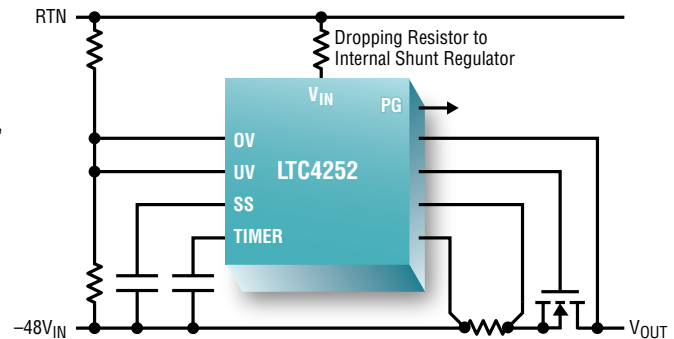 RTN
Dropping Resistor to
Internal Shunt Regulator
VIN
PG
OV
UV LTC4252
SS
TIMER
–48VIN
VOUT